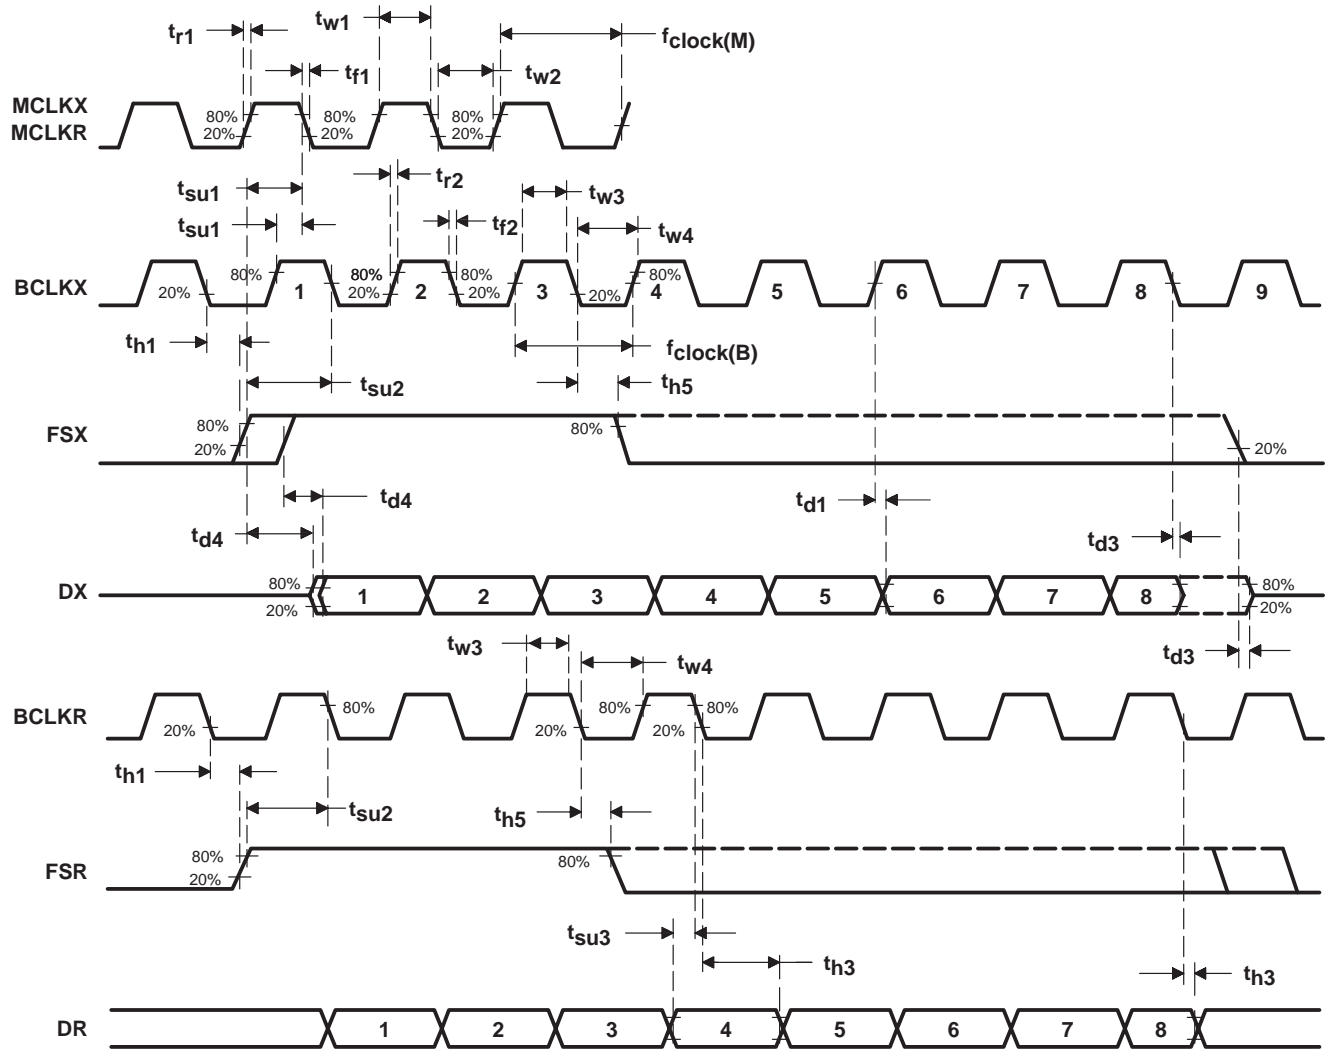 tr1
tw1
fclock(M)
tf1
tw2
MCLKX
MCLKR
80%
20%
80%
20%
80%
20%
tsu1
tr2
tw3
tsu1
tf2
tw4
BCLKX
20%
80%
1
80%
20%
2
80%
20%
3
20%
80%
4
5
6
7
8
9
th1
fclock(B)
tsu2
th5
FSX
80%
20%
80%
20%
td4
td1
td4
td3
DX
80%
20%
1
2
3
4
5
6
7
8
80%
20%
tw3
tw4
td3
BCLKR
20%
80%
20%
80%
20%
80%
th1
tsu2
th5
FSR
80%
20%
80%
tsu3
th3
th3
DR
1
2
3
4
5
6
7
8